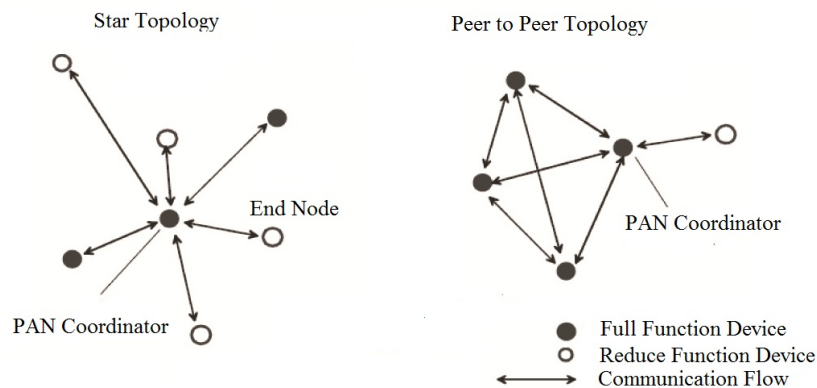 Star Topology
Peer to Peer Topology
End Node
PAN Coordinator
PAN Coordinator
Full Function Device
Reduce Function Device
Communication Flow